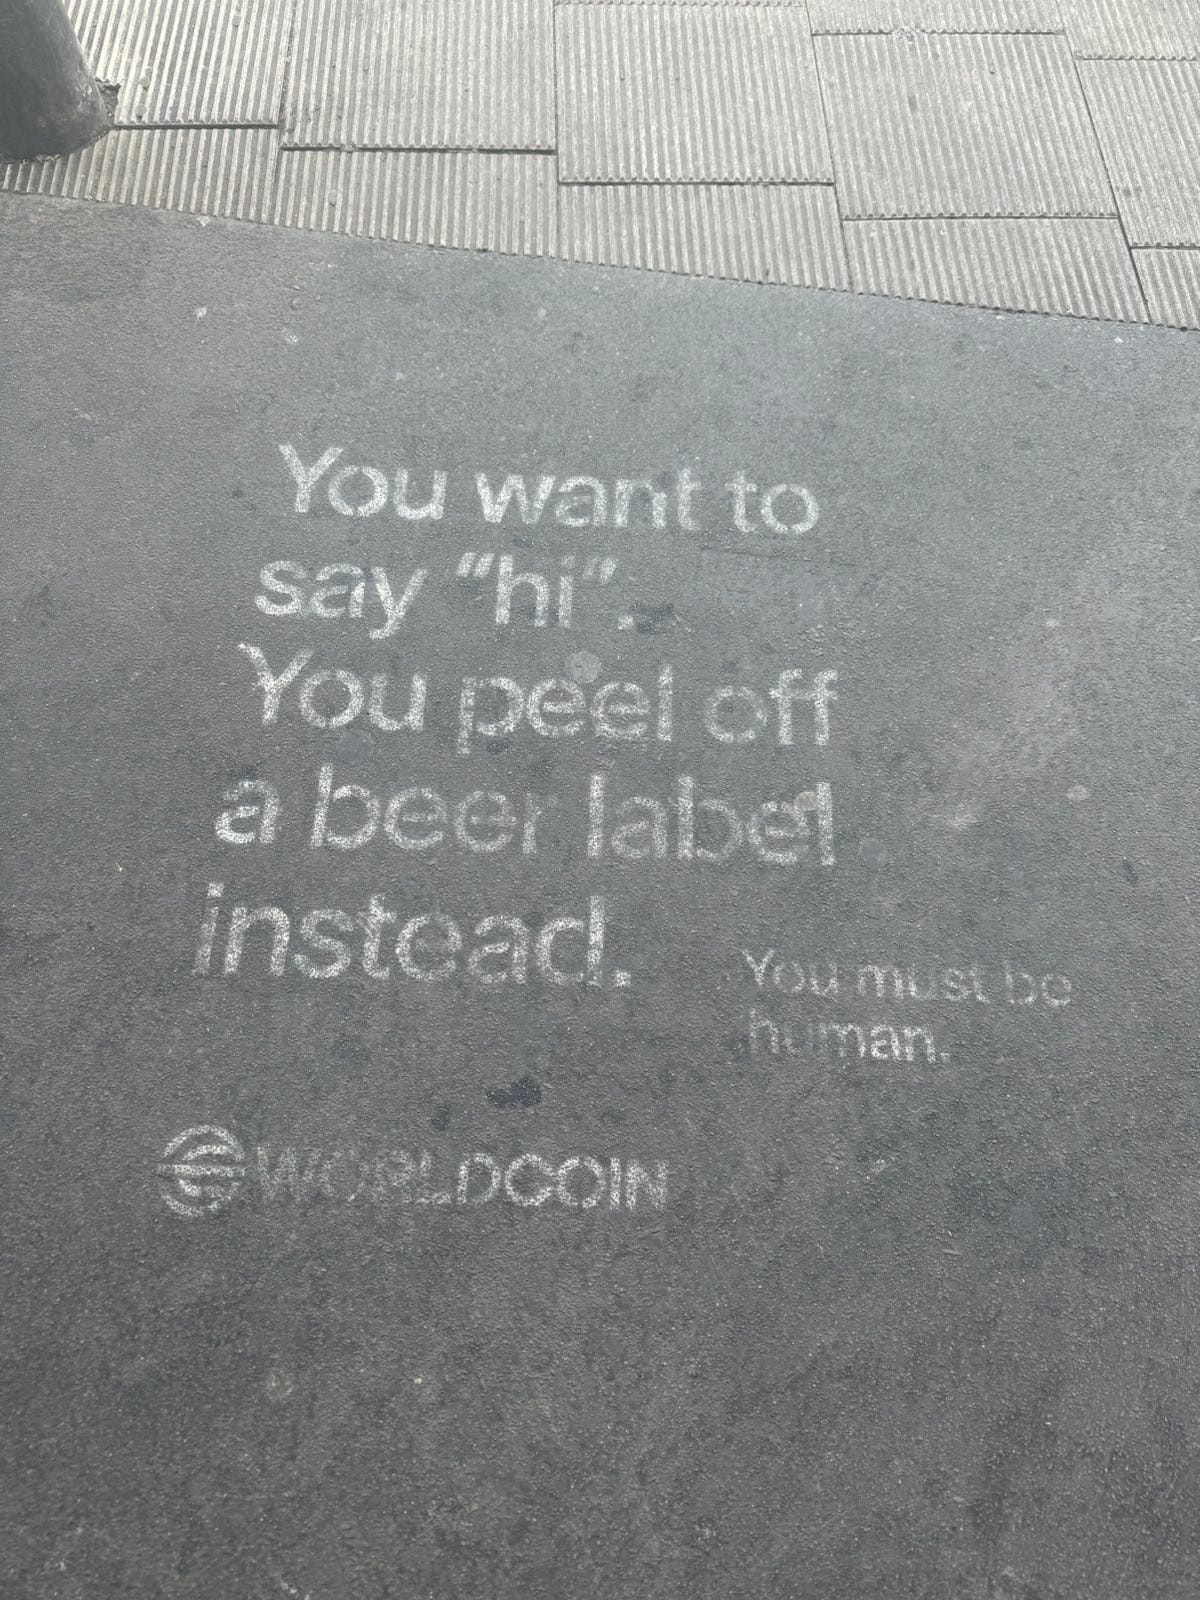 You want to
say “hi”.
You peel off
a beer label
instead.
You must be
human.
WORLDCOIN